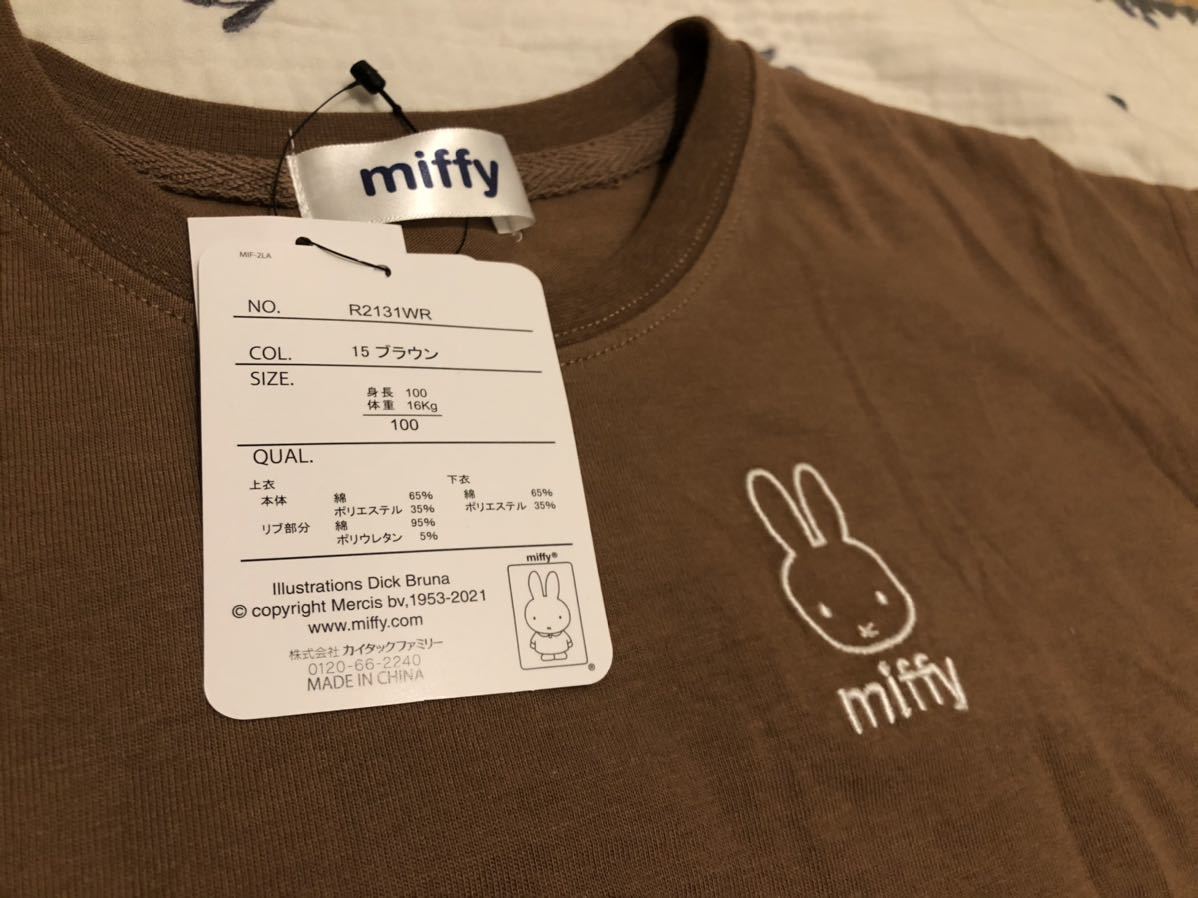 miffy
MIF-2LA
NO. R2131WR
COL. 15 ブラウン
SIZE.
身長 100
体重 16Kg
100
QUAL.
上衣 下衣
本体 綿 65% 綿 65%
ポリエステル 35% ポリエステル 35%
リブ部分 綿 95%
ポリウレタン 5%
miffy®
Illustrations Dick Bruna
© copyright Mercis bv,1953-2021
www.miffy.com
株式会社 カイタックファミリー
0120-66-2240
MADE IN CHINA
®
miffy